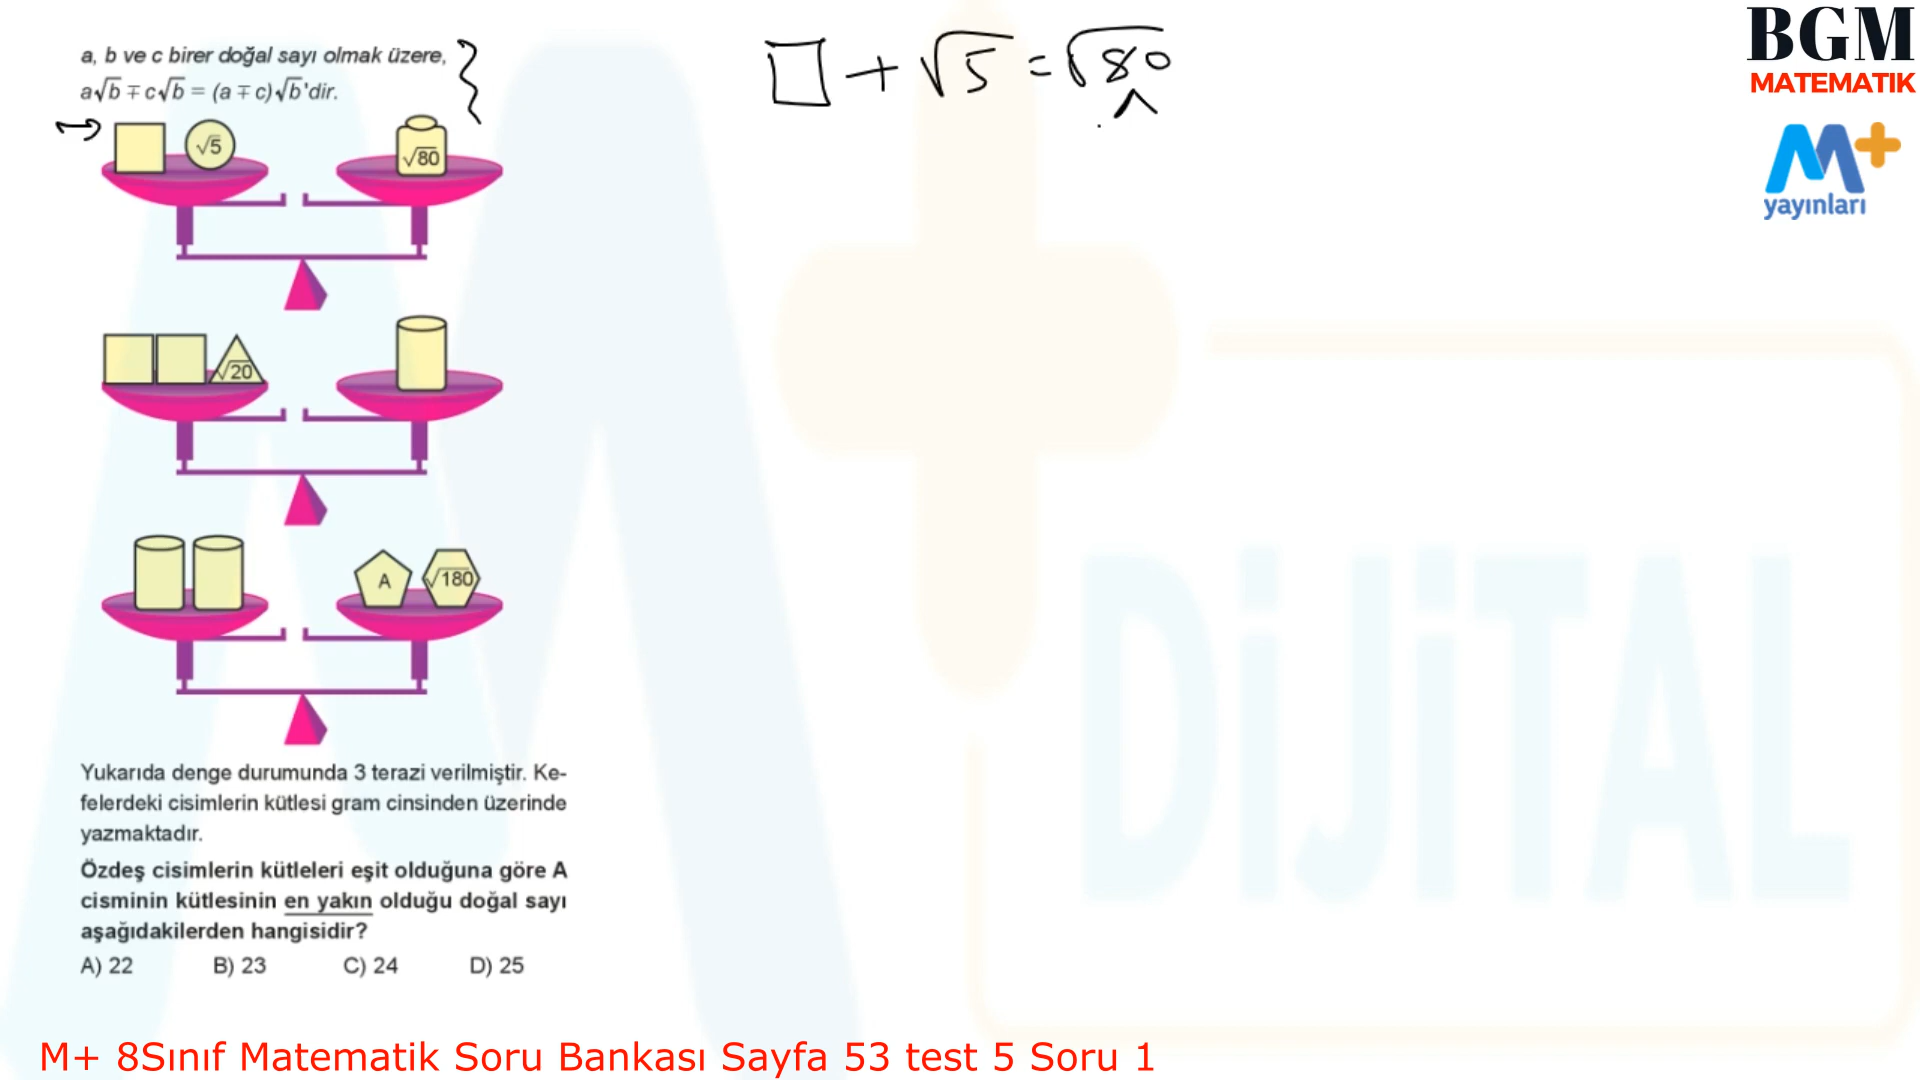 a, b ve c birer doğal sayı olmak üzere,
a√b ∓ c√b = (a ∓ c)√b'dir.
□ + √5 = √80
BGM
MATEMATIK
M+
yayınları
√5
√80
√20
A
√180
DİJİTAL
Yukarıda denge durumunda 3 terazi verilmiştir. Ke-
felerdeki cisimlerin kütlesi gram cinsinden üzerinde
yazmaktadır.
Özdeş cisimlerin kütleleri eşit olduğuna göre A
cisminin kütlesinin en yakın olduğu doğal sayı
aşağıdakilerden hangisidir?
A) 22 B) 23 C) 24 D) 25
M+ 8Sınıf Matematik Soru Bankası Sayfa 53 test 5 Soru 1